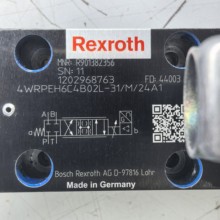 Rexroth
MNR: R901382356
SN: 11
1202968763 FD: 44003
4WRPEH6C4B02L-31/M/24A1
A B
P T
Bosch Rexroth AG D-97816 Lohr
Made in Germany